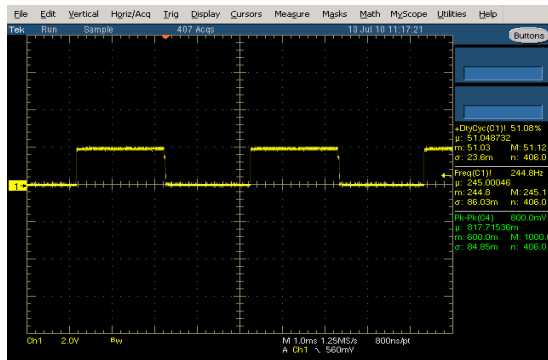 File Edit Vertical Horiz/Acq Trig Display Cursors Measure Masks Math MyScope Utilities Help
Tek Run Sample 407 Acqs 13 Jul 10 11:17:21
Buttons
+DtyCyc(C1)! 51.08%
µ: 51.048732
m: 51.03 M: 51.12
σ: 23.6m n: 406.0
Freq(C1)! 244.8Hz
µ: 245.00046
m: 244.8 M: 245.1
σ: 86.03m n: 406.0
Pk-Pk(C4) 800.0mV
µ: 817.71536m
m: 600.0m M: 1000.0
σ: 84.85m n: 406.0
1
Ch1 2.0V Bw M 1.0ms 1.25MS/s 800ns/pt
A Ch1 \ 560mV